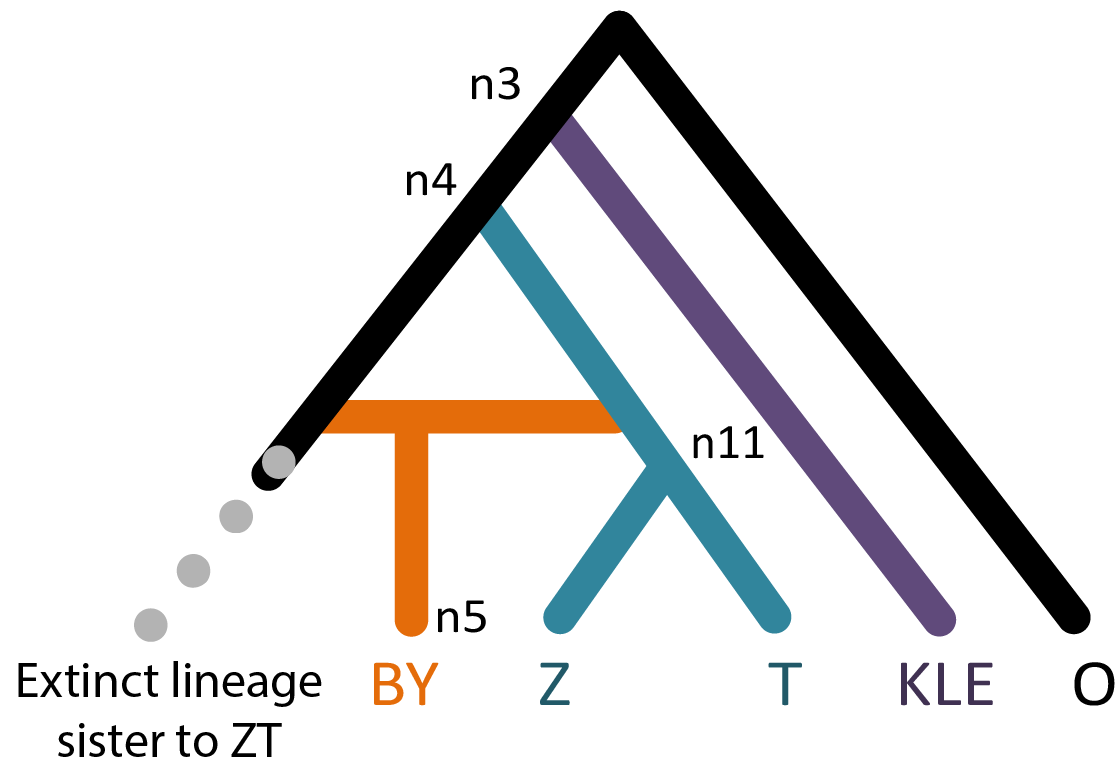 n3
n4
n11
n5
Extinct lineage
sister to ZT
BY
Z
T
KLE
O